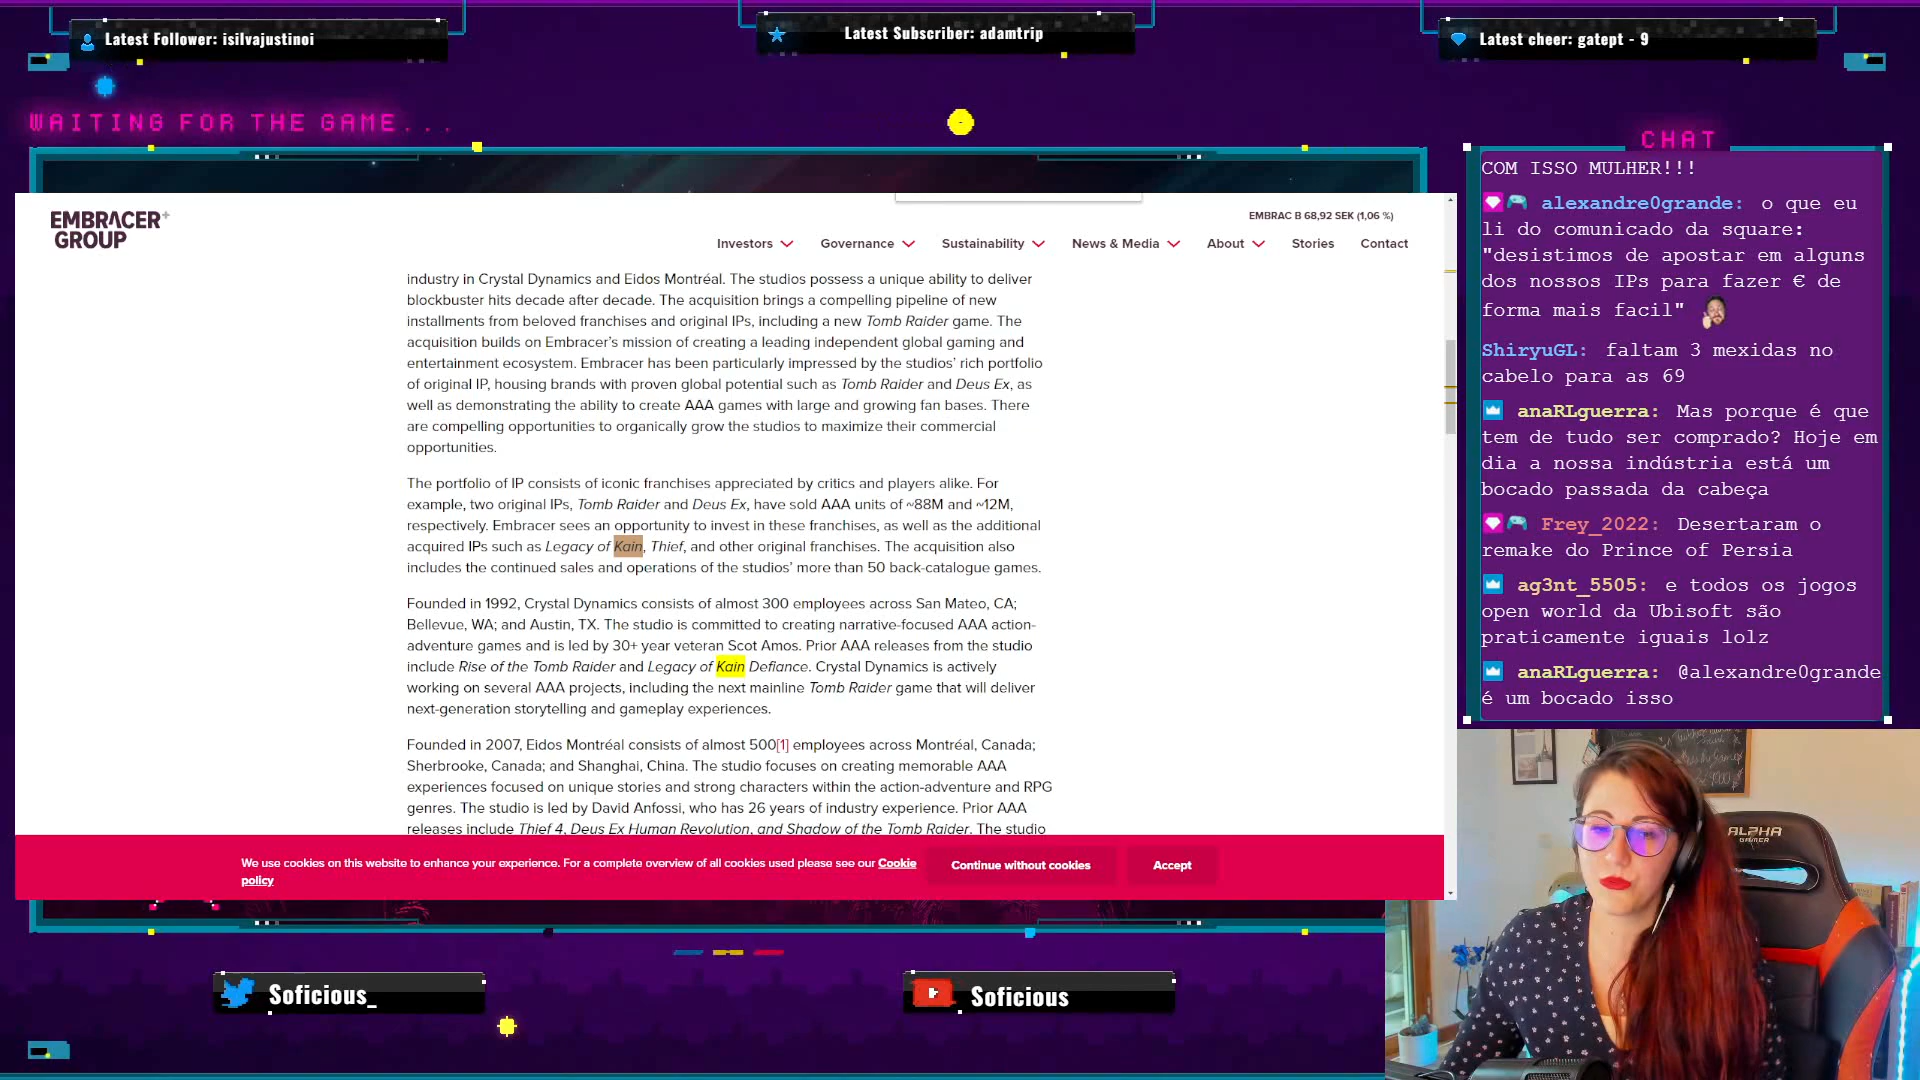 Latest Follower: isilvajustinoi
Latest Subscriber: adamtrip
Latest cheer: gatept - 9
WAITING FOR THE GAME...
EMBRACER+
GROUP
EMBRAC B 68,92 SEK (1,06 %)
Investors
Governance
Sustainability
News & Media
About
Stories
Contact
industry in Crystal Dynamics and Eidos Montréal. The studios possess a unique ability to deliver
blockbuster hits decade after decade. The acquisition brings a compelling pipeline of new
installments from beloved franchises and original IPs, including a new Tomb Raider game. The
acquisition builds on Embracer’s mission of creating a leading independent global gaming and
entertainment ecosystem. Embracer has been particularly impressed by the studios’ rich portfolio
of original IP, housing brands with proven global potential such as Tomb Raider and Deus Ex, as
well as demonstrating the ability to create AAA games with large and growing fan bases. There
are compelling opportunities to organically grow the studios to maximize their commercial
opportunities.
The portfolio of IP consists of iconic franchises appreciated by critics and players alike. For
example, two original IPs, Tomb Raider and Deus Ex, have sold AAA units of ~88M and ~12M,
respectively. Embracer sees an opportunity to invest in these franchises, as well as the additional
acquired IPs such as Legacy of Kain, Thief, and other original franchises. The acquisition also
includes the continued sales and operations of the studios’ more than 50 back-catalogue games.
Founded in 1992, Crystal Dynamics consists of almost 300 employees across San Mateo, CA;
Bellevue, WA; and Austin, TX. The studio is committed to creating narrative-focused AAA action-
adventure games and is led by 30+ year veteran Scot Amos. Prior AAA releases from the studio
include Rise of the Tomb Raider and Legacy of Kain Defiance. Crystal Dynamics is actively
working on several AAA projects, including the next mainline Tomb Raider game that will deliver
next-generation storytelling and gameplay experiences.
Founded in 2007, Eidos Montréal consists of almost 500[1] employees across Montréal, Canada;
Sherbrooke, Canada; and Shanghai, China. The studio focuses on creating memorable AAA
experiences focused on unique stories and strong characters within the action-adventure and RPG
genres. The studio is led by David Anfossi, who has 26 years of industry experience. Prior AAA
releases include Thief 4, Deus Ex Human Revolution, and Shadow of the Tomb Raider. The studio
We use cookies on this website to enhance your experience. For a complete overview of all cookies used please see our Cookie
policy
Continue without cookies
Accept
CHAT
COM ISSO MULHER!!!
alexandre0grande: o que eu
li do comunicado da square:
"desistimos de apostar em alguns
dos nossos IPs para fazer € de
forma mais facil"
ShiryuGL: faltam 3 mexidas no
cabelo para as 69
anaRLguerra: Mas porque é que
tem de tudo ser comprado? Hoje em
dia a nossa indústria está um
bocado passada da cabeça
Frey_2022: Desertaram o
remake do Prince of Persia
ag3nt_5505: e todos os jogos
open world da Ubisoft são
praticamente iguais lolz
anaRLguerra: @alexandre0grande
é um bocado isso
ALPHA
GAMER
Soficious_
Soficious